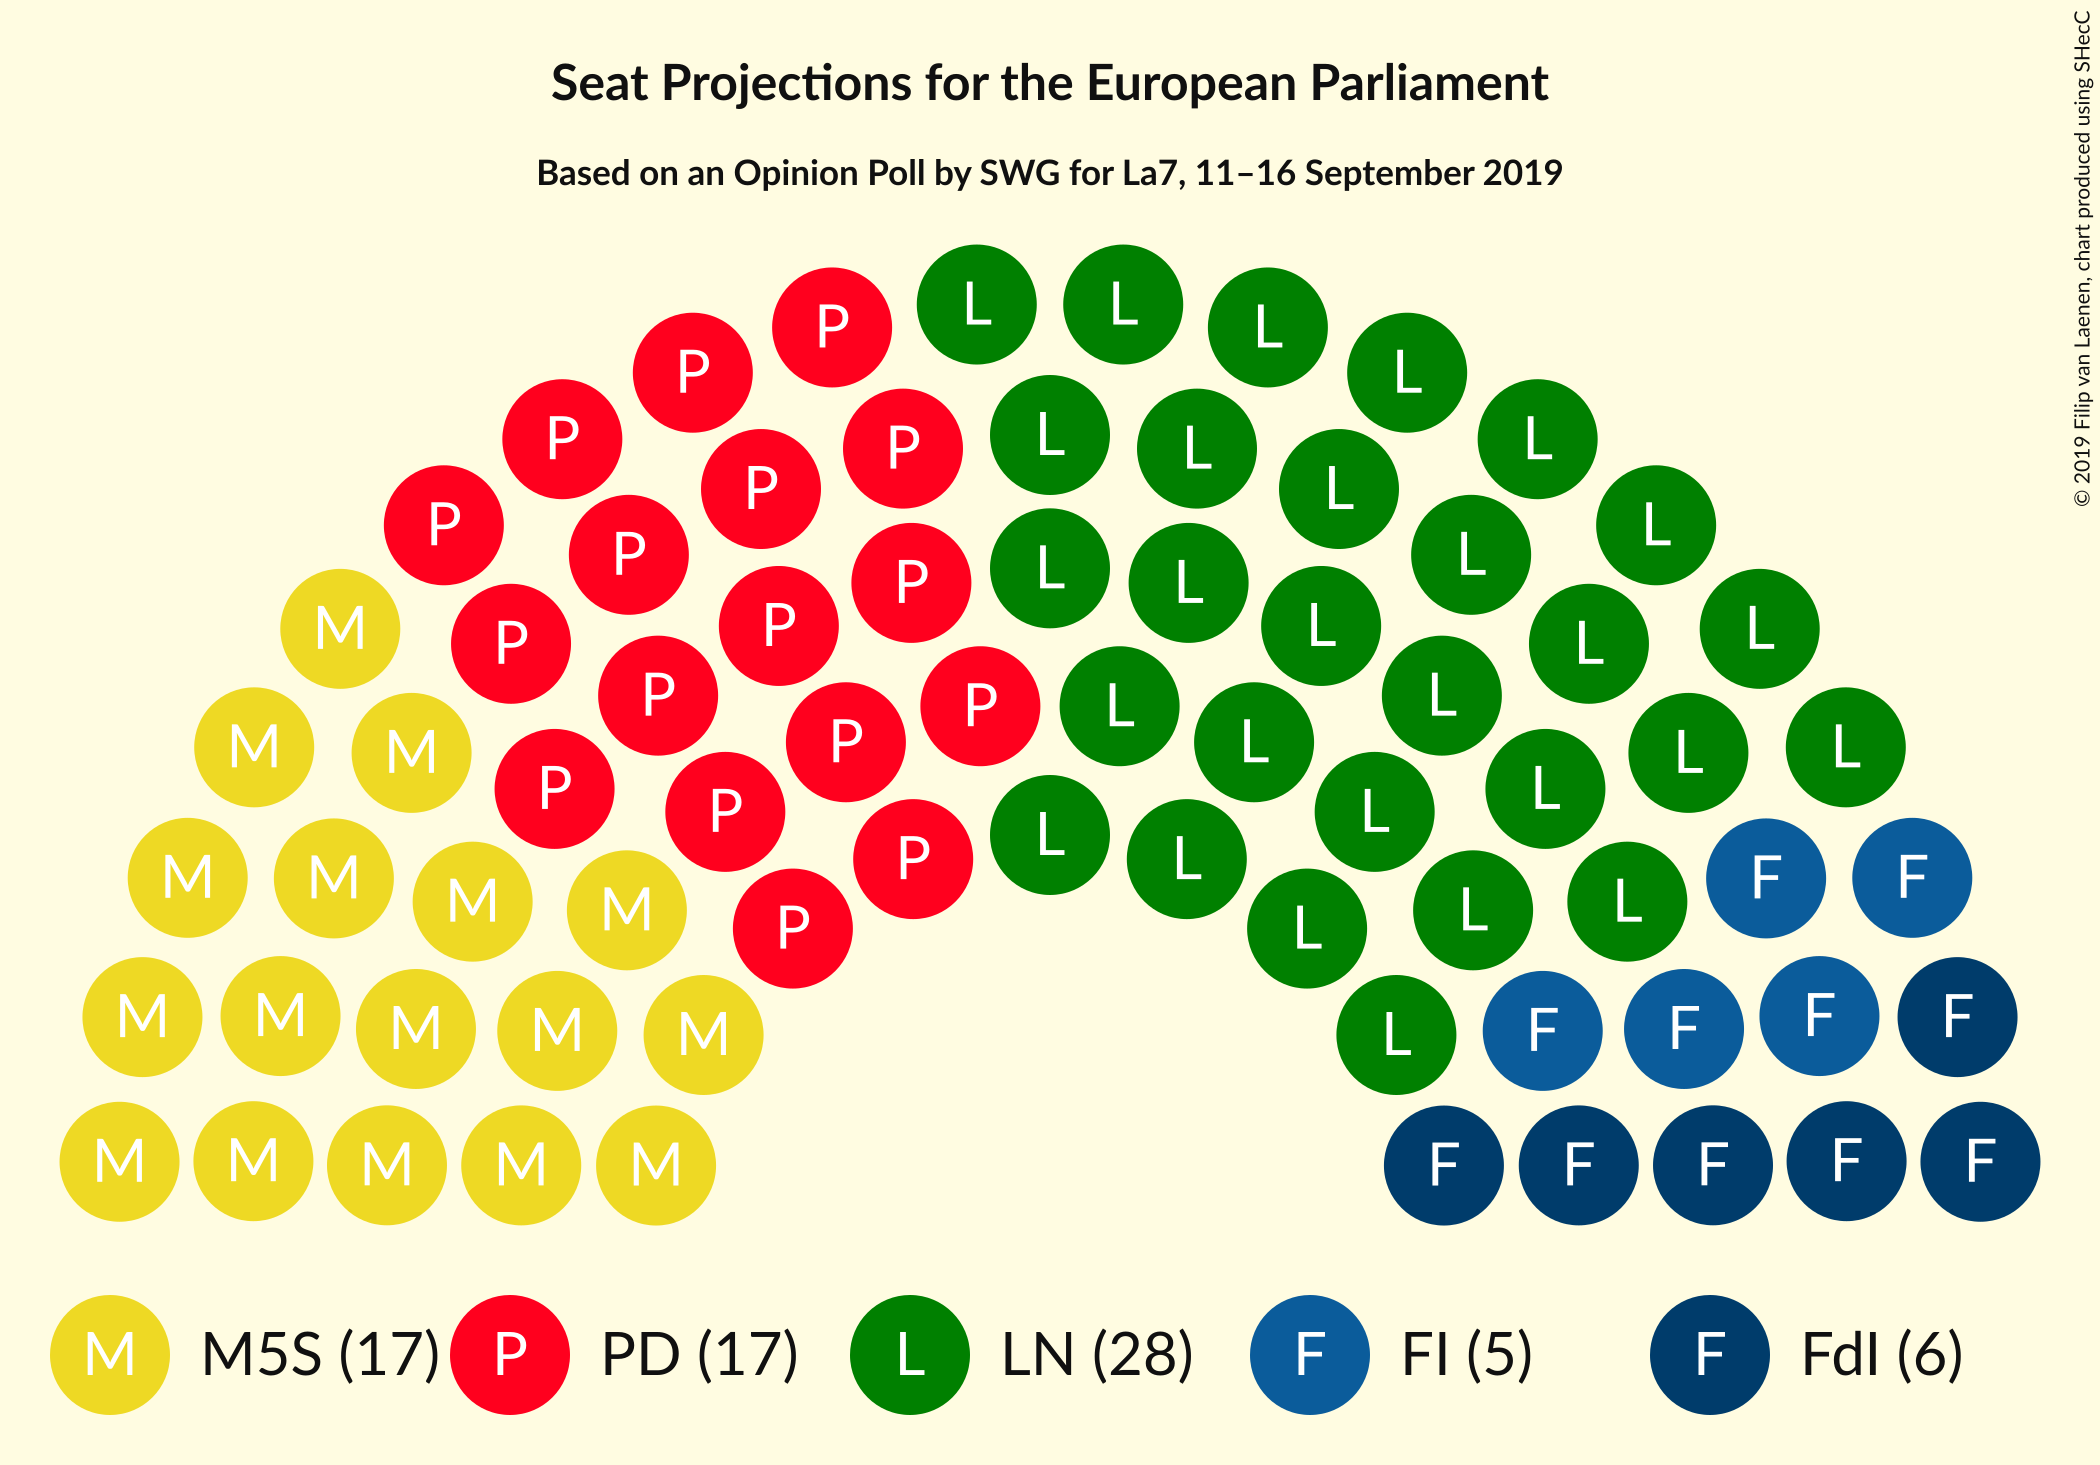 Seat Projections for the European Parliament
Based on an Opinion Poll by SWG for La7, 11–16 September 2019
© 2019 Filip van Laenen, chart produced using SHecC
L L
P L
P L
P L
L
P L
P L
P L
P L
P L
P L
L
P L
P L
M L
P L
P L
P L
P L
M L
M L
P L
P L
L
P L
M F
M F
M L
M L
P L
M F
M F
M F
M F
M F
M L
M F
M F
M F
M F
M F
M M5S (17) P PD (17) L LN (28) F FI (5) F FdI (6)